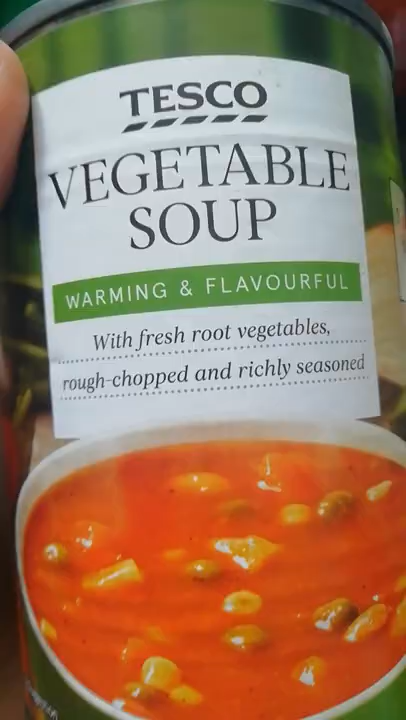 TESCO
VEGETABLE
SOUP
WARMING & FLAVOURFUL
With fresh root vegetables,
rough-chopped and richly seasoned